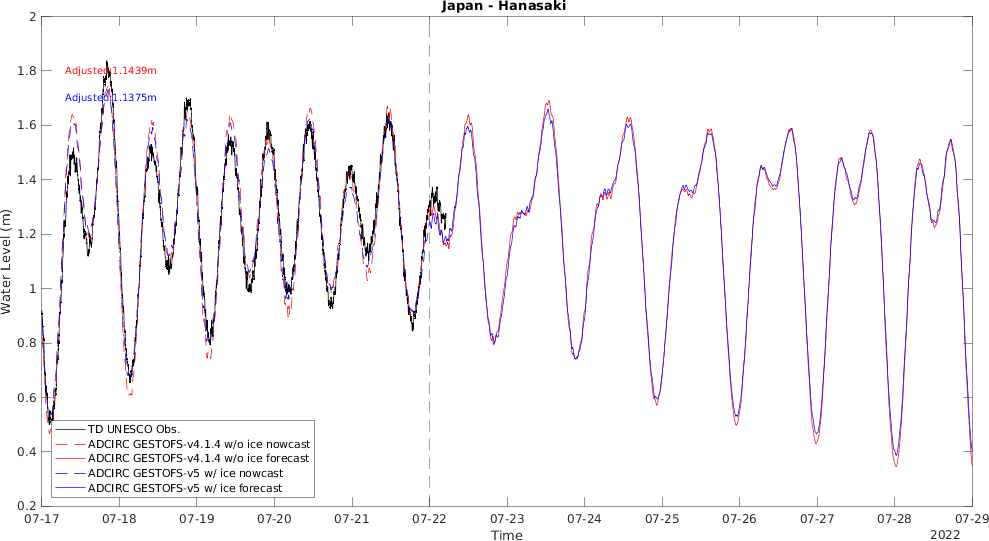 Japan - Hanasaki
2
1.8
1.6
1.4
1.2
1
0.8
0.6
0.4
0.2
Water Level (m)
Adjusted:1.1439m
Adjusted:1.1375m
TD UNESCO Obs.
ADCIRC GESTOFS-v4.1.4 w/o ice nowcast
ADCIRC GESTOFS-v4.1.4 w/o ice forecast
ADCIRC GESTOFS-v5 w/ ice nowcast
ADCIRC GESTOFS-v5 w/ ice forecast
07-17 07-18 07-19 07-20 07-21 07-22 07-23 07-24 07-25 07-26 07-27 07-28 07-29
Time
2022